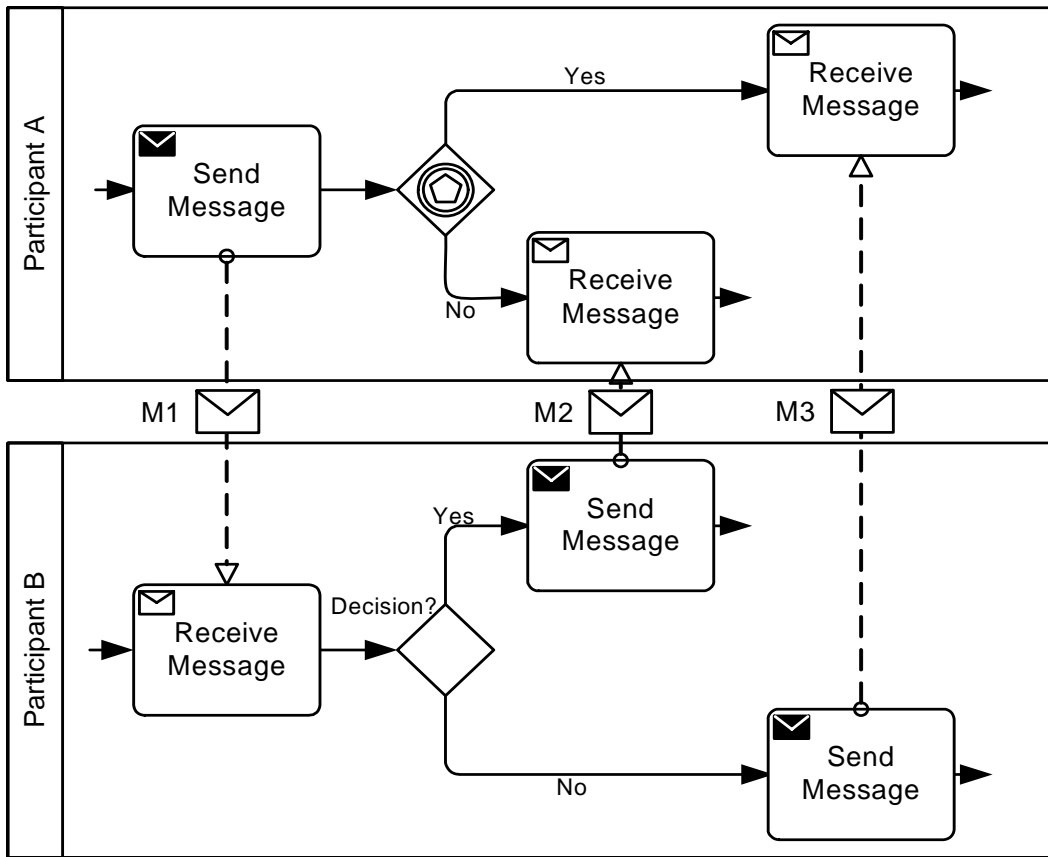 Participant A
Send
Message
Yes
Receive
Message
No
Receive
Message
M1
M2
M3
Participant B
Receive
Message
Decision?
Yes
Send
Message
No
Send
Message